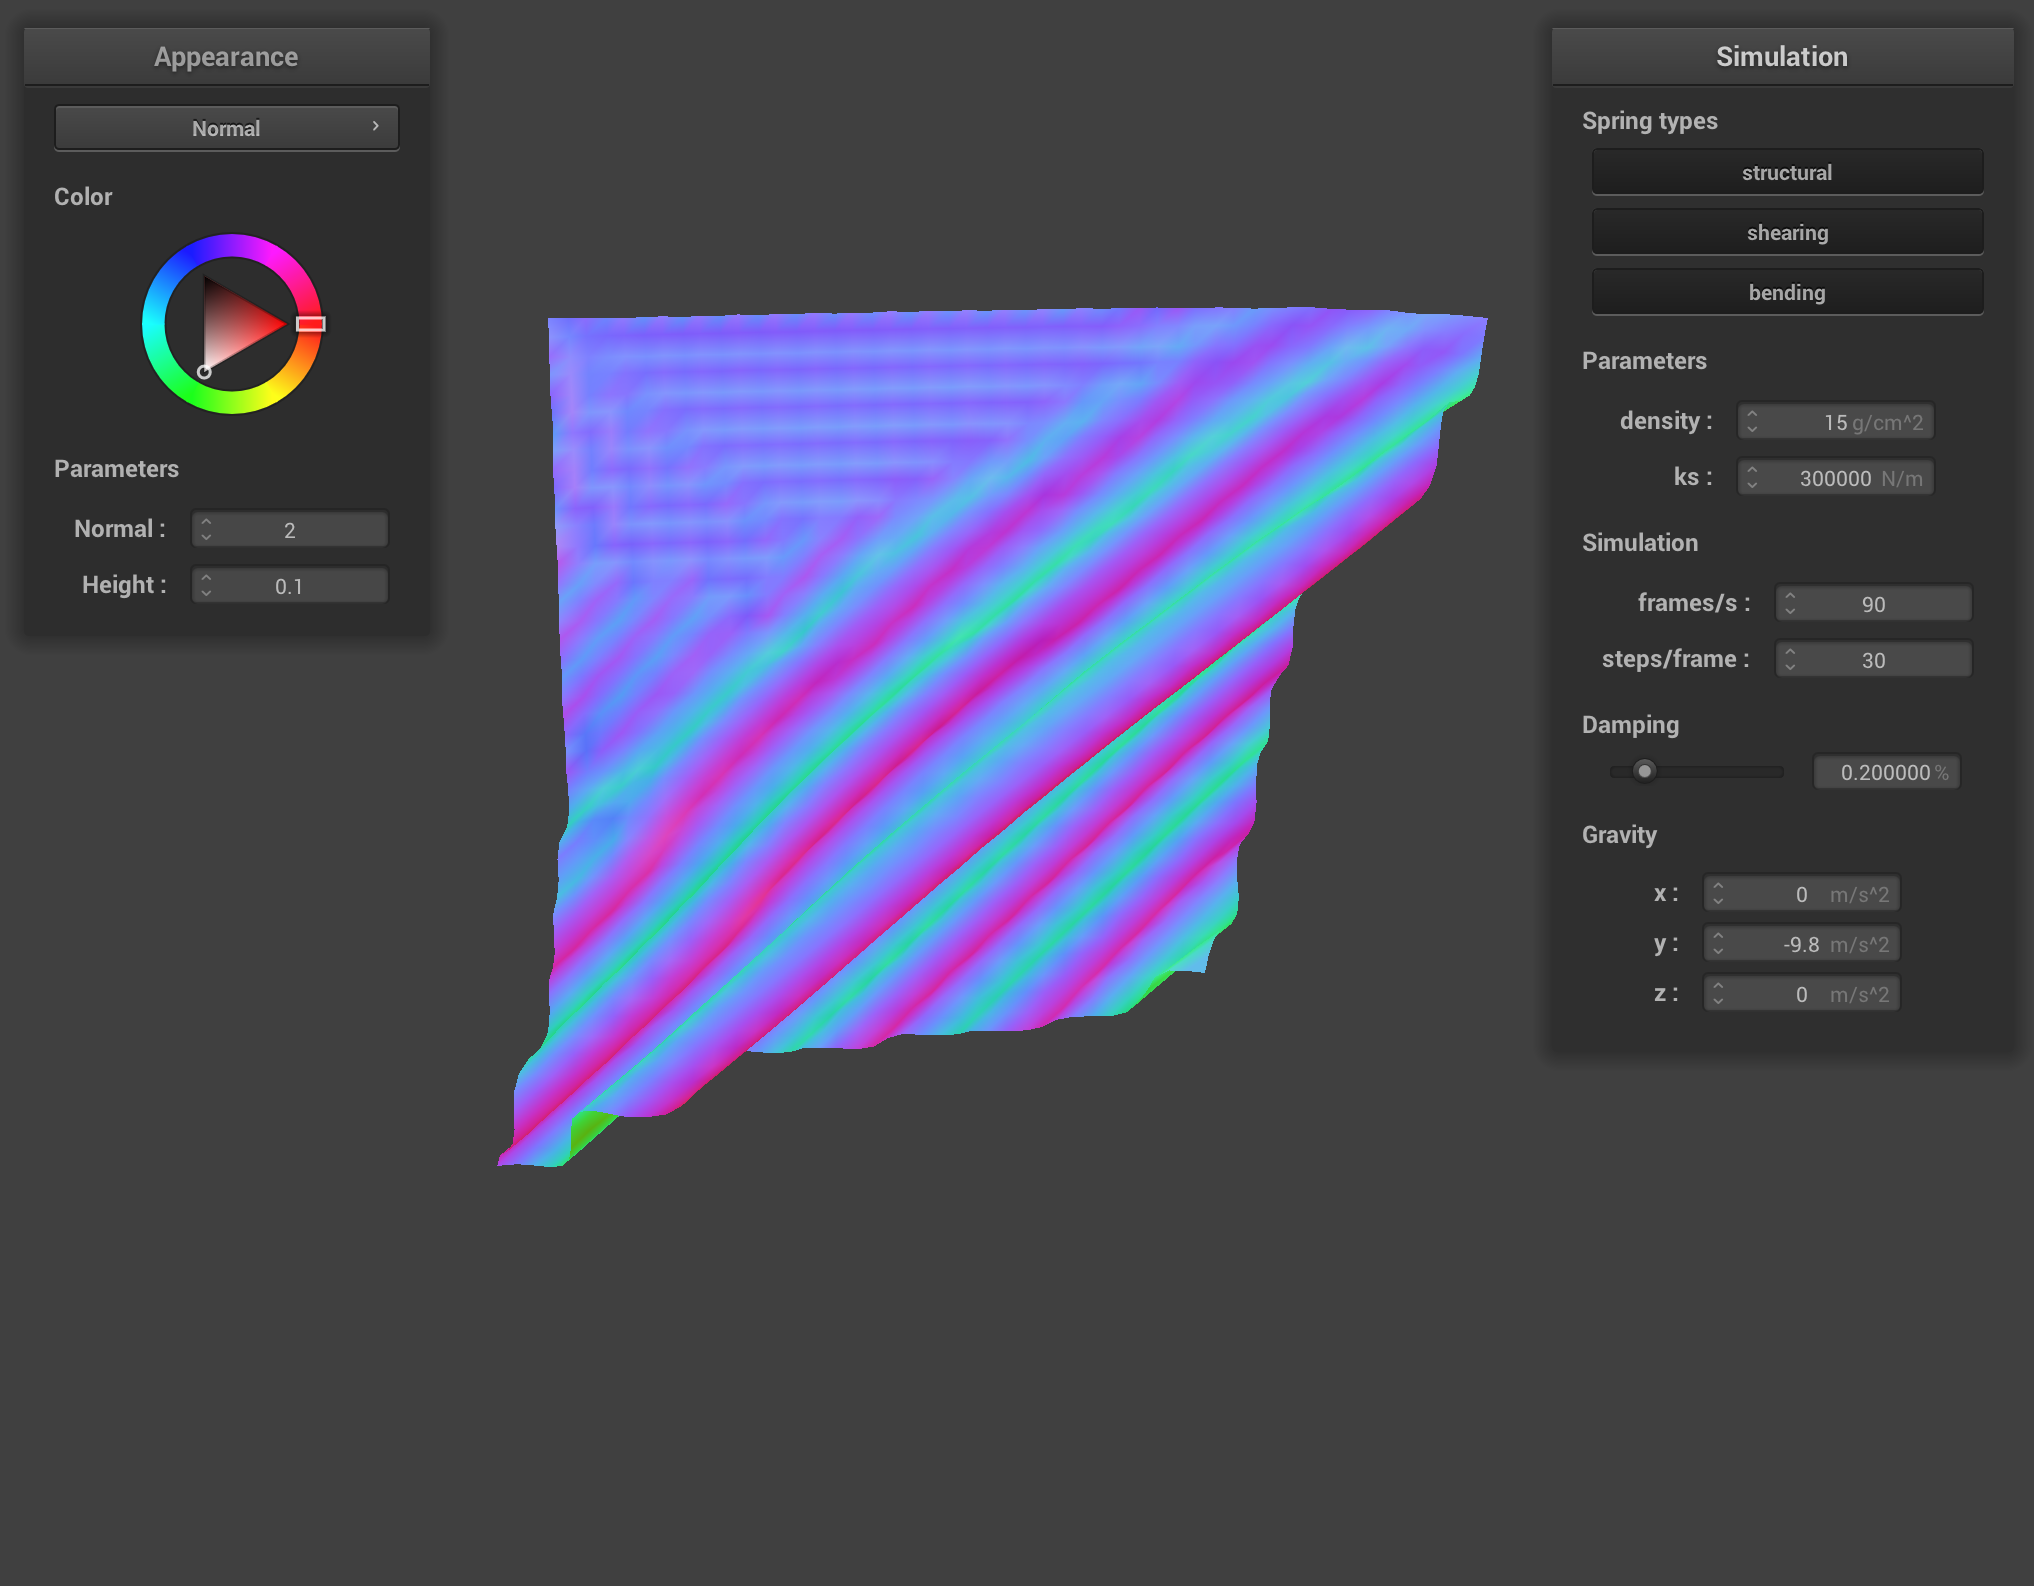 Appearance
Normal ›
Color
Parameters
Normal : 2
Height : 0.1
Simulation
Spring types
structural
shearing
bending
Parameters
density : 15 g/cm^2
ks : 300000 N/m
Simulation
frames/s : 90
steps/frame : 30
Damping
0.200000 %
Gravity
x : 0 m/s^2
y : -9.8 m/s^2
z : 0 m/s^2